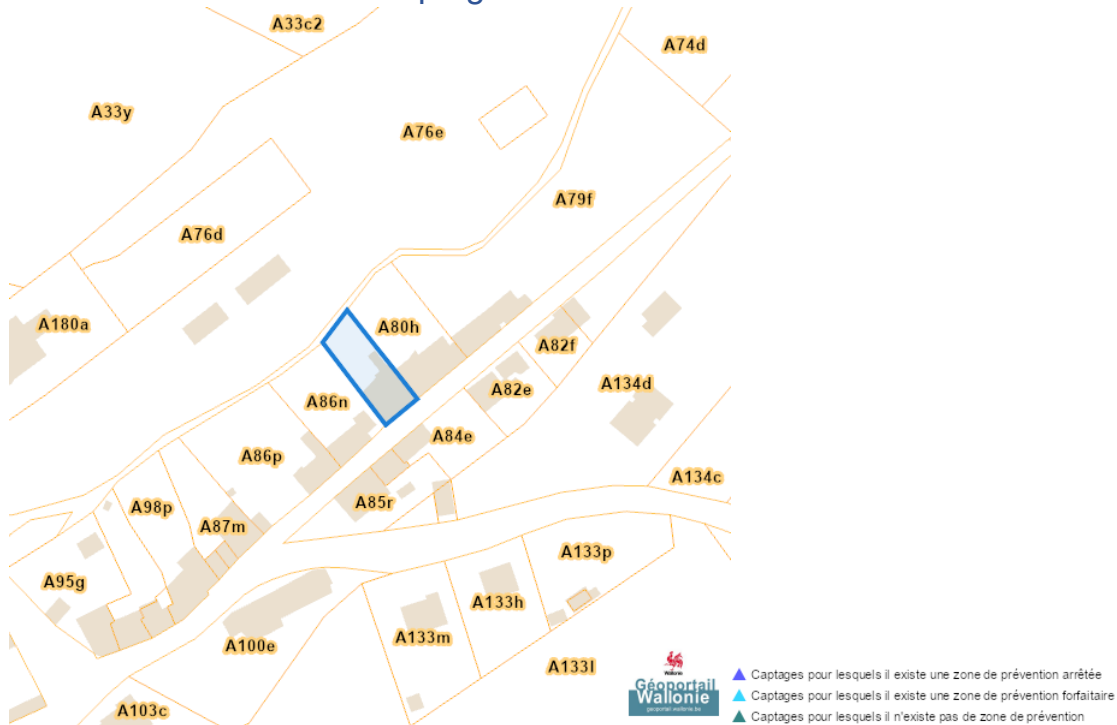 A33c2
A74d
A33y
A76e
A79f
A76d
A180a
A80h
A82f
A134d
A82e
A86n
A84e
A86p
A134c
A85r
A98p
A87m
A133p
A95g
A133h
A133m
A100e
A133l
A103c
Wallonie
Géoportail
Wallonie
geoportail.wallonie.be
Captages pour lesquels il existe une zone de prévention arrêtée
Captages pour lesquels il existe une zone de prévention forfaitaire
Captages pour lesquels il n'existe pas de zone de prévention